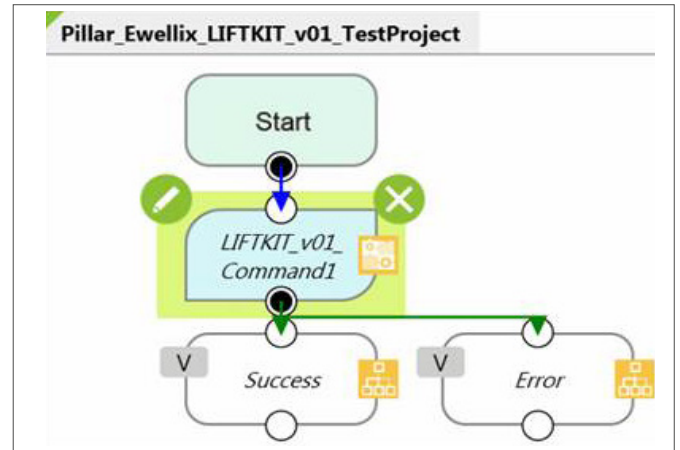 Pillar_Ewellix_LIFTKIT_v01_TestProject
Start
LIFTKIT_v01_
Command1
V
Success
V
Error